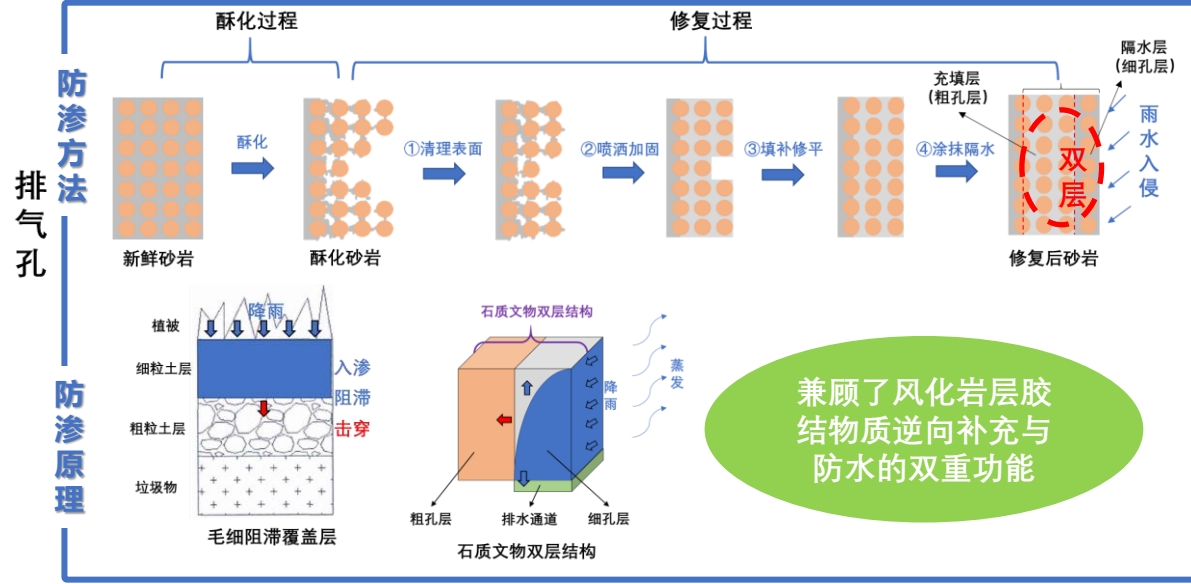 排气孔
防渗方法
酥化过程
修复过程
酥化
①清理表面
②喷洒加固
③填补修平
④涂抹隔水
充填层
(粗孔层)
隔水层
(细孔层)
双层
雨水入侵
新鲜砂岩
酥化砂岩
修复后砂岩
防渗原理
降雨
植被
细粒土层
入渗
阻滞
粗粒土层
击穿
垃圾物
毛细阻滞覆盖层
石质文物双层结构
降雨
蒸发
粗孔层
排水通道
细孔层
石质文物双层结构
兼顾了风化岩层胶
结物质逆向补充与
防水的双重功能